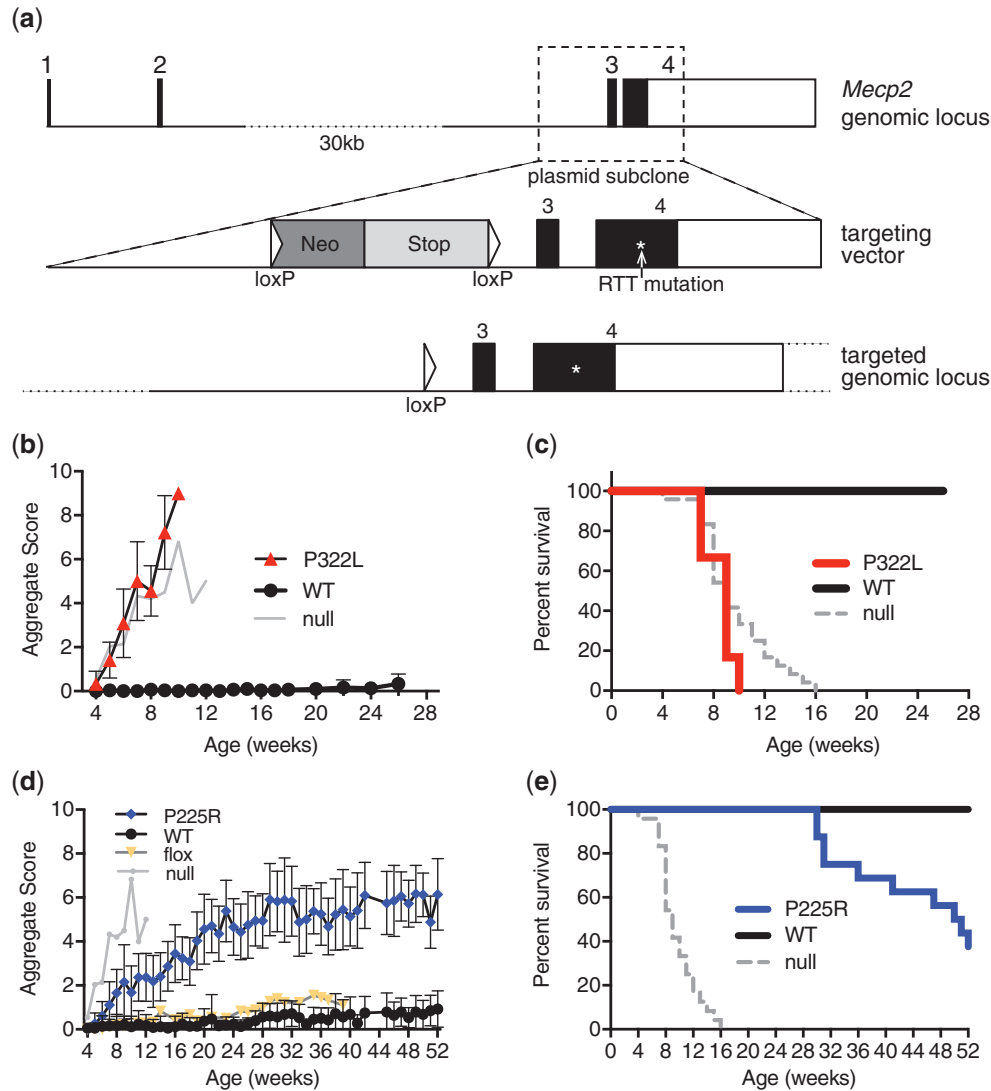 (a)
1 2 3 4
Mecp2
genomic locus
30kb
plasmid subclone
3 4
Neo Stop
*
targeting
vector
loxP loxP RTT mutation
3 4
*
targeted
genomic locus
loxP
(b)
Aggregate Score
10
8
6
4
2
0
P322L
WT
null
4 8 12 16 20 24 28
Age (weeks)
(c)
Percent survival
100
80
60
40
20
0
P322L
WT
null
0 4 8 12 16 20 24 28
Age (weeks)
(d)
Aggregate Score
10
8
6
4
2
0
P225R
WT
flox
null
4 8 12 16 20 24 28 32 36 40 44 48 52
Age (weeks)
(e)
Percent survival
100
80
60
40
20
0
P225R
WT
null
0 4 8 12 16 20 24 28 32 36 40 44 48 52
Age (weeks)